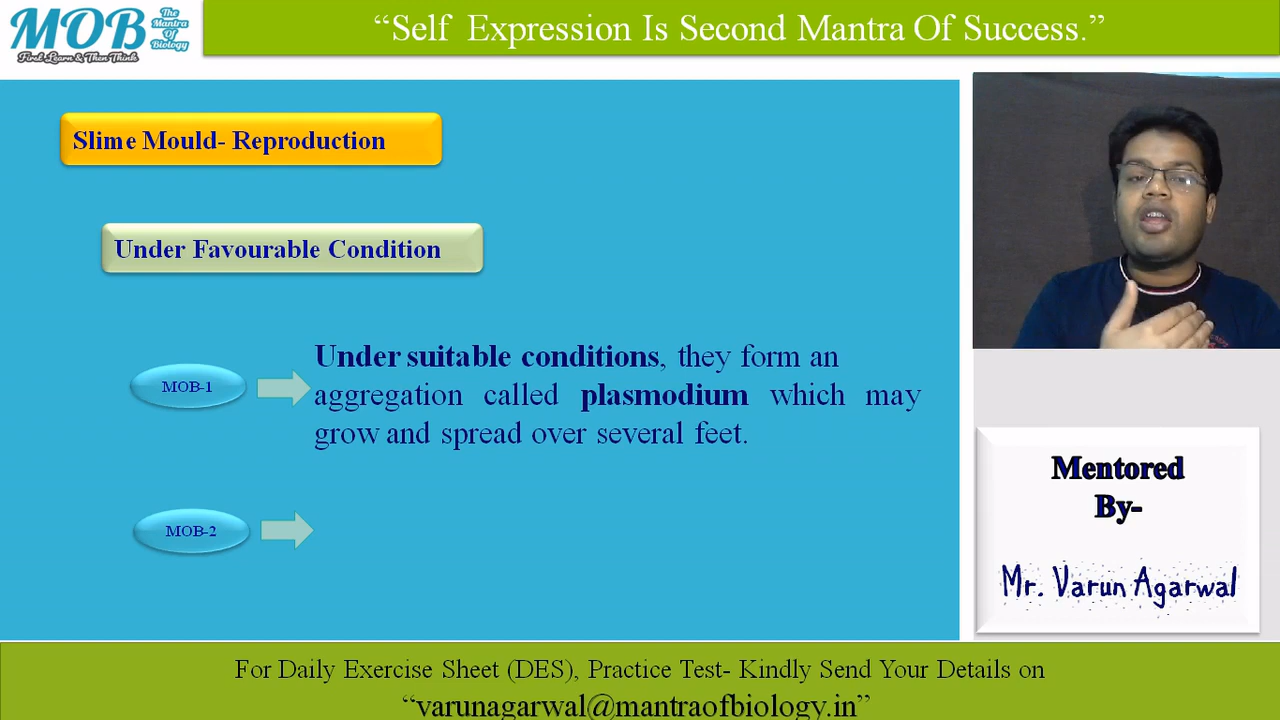 MOB
The
Mantra
Of
Biology
First Learn & Then Think
“Self Expression Is Second Mantra Of Success.”
Slime Mould- Reproduction
Under Favourable Condition
MOB-1
Under suitable conditions, they form an
aggregation called plasmodium which may
grow and spread over several feet.
MOB-2
Mentored
By-
Mr. Varun Agarwal
For Daily Exercise Sheet (DES), Practice Test- Kindly Send Your Details on
“varunagarwal@mantraofbiology.in”